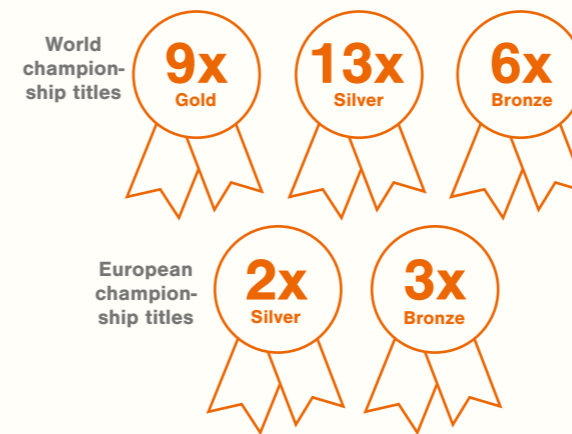 World
champion-
ship titles
9x
Gold
13x
Silver
6x
Bronze
European
champion-
ship titles
2x
Silver
3x
Bronze